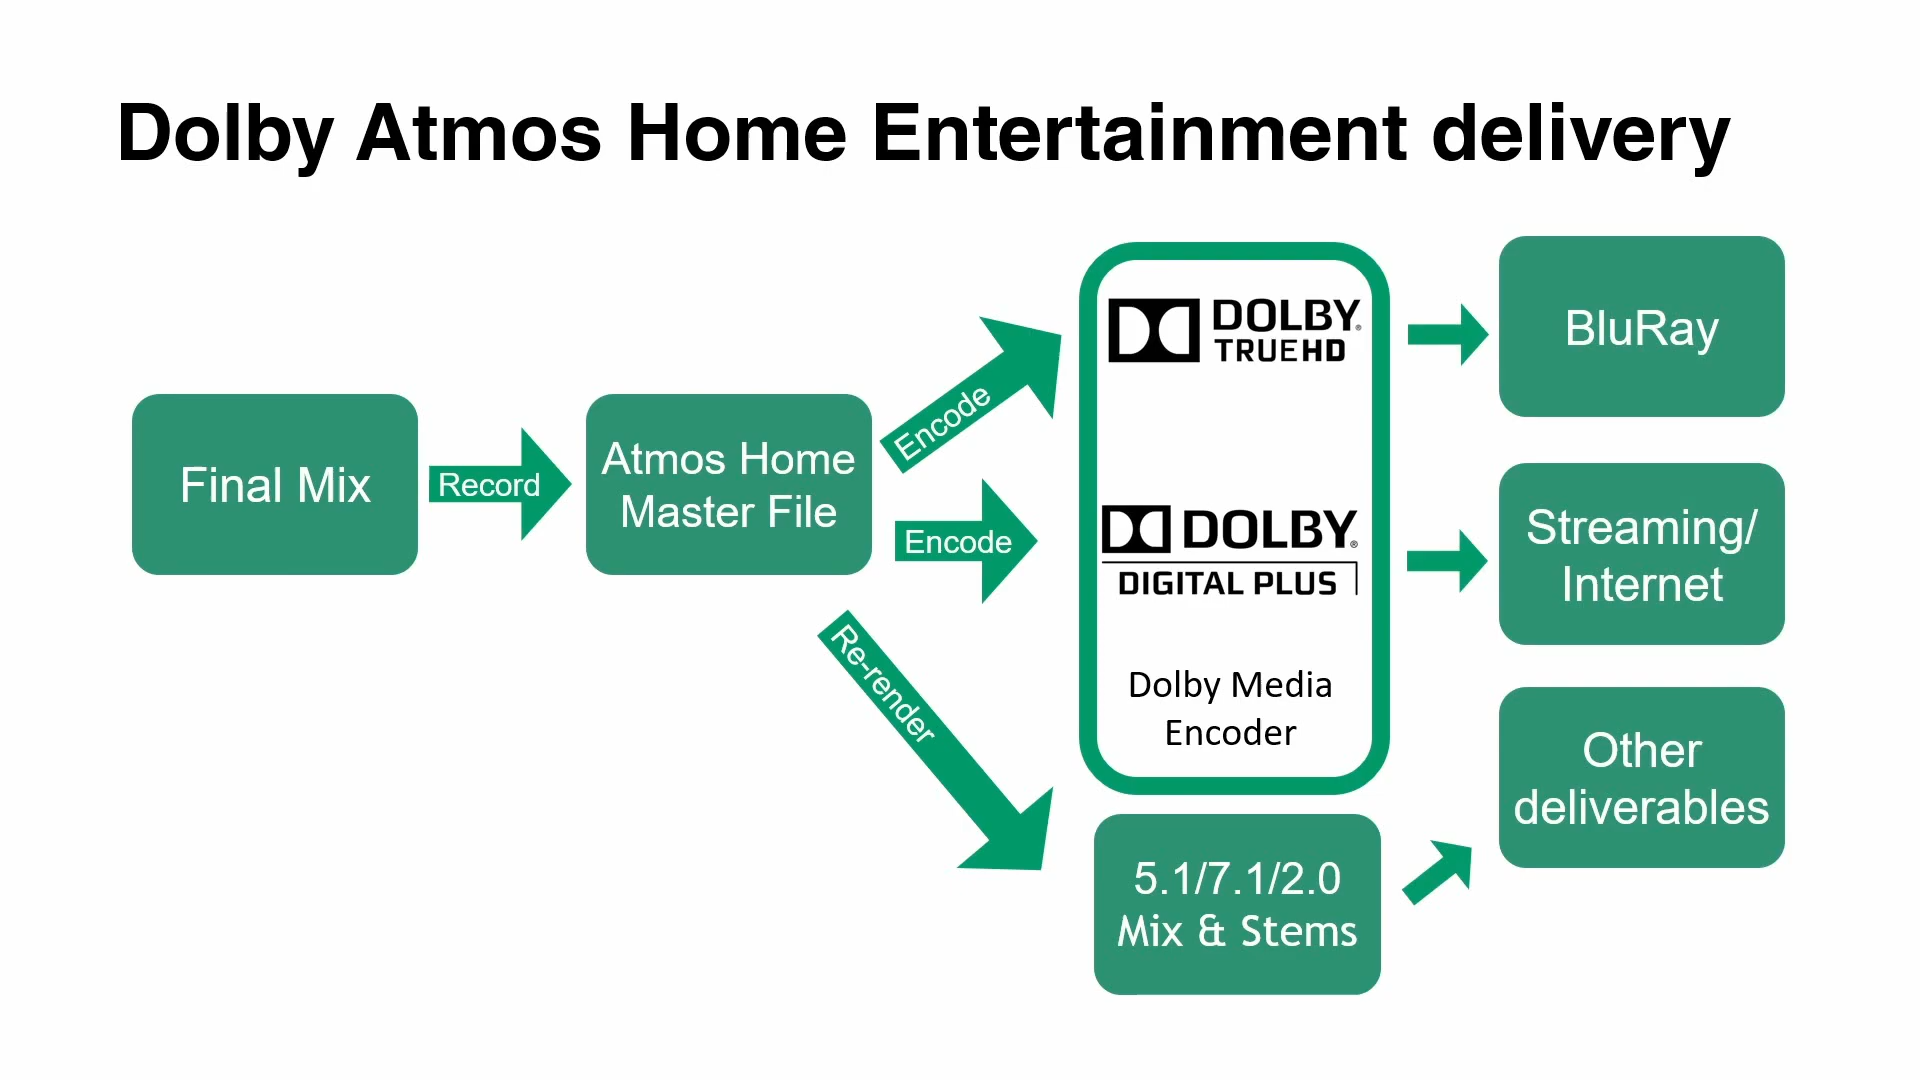 Dolby Atmos Home Entertainment delivery
Final Mix
Record
Atmos Home
Master File
Encode
Encode
Re-render
DOLBY®
TRUEHD
DOLBY®
DIGITAL PLUS
Dolby Media
Encoder
5.1/7.1/2.0
Mix & Stems
BluRay
Streaming/
Internet
Other
deliverables